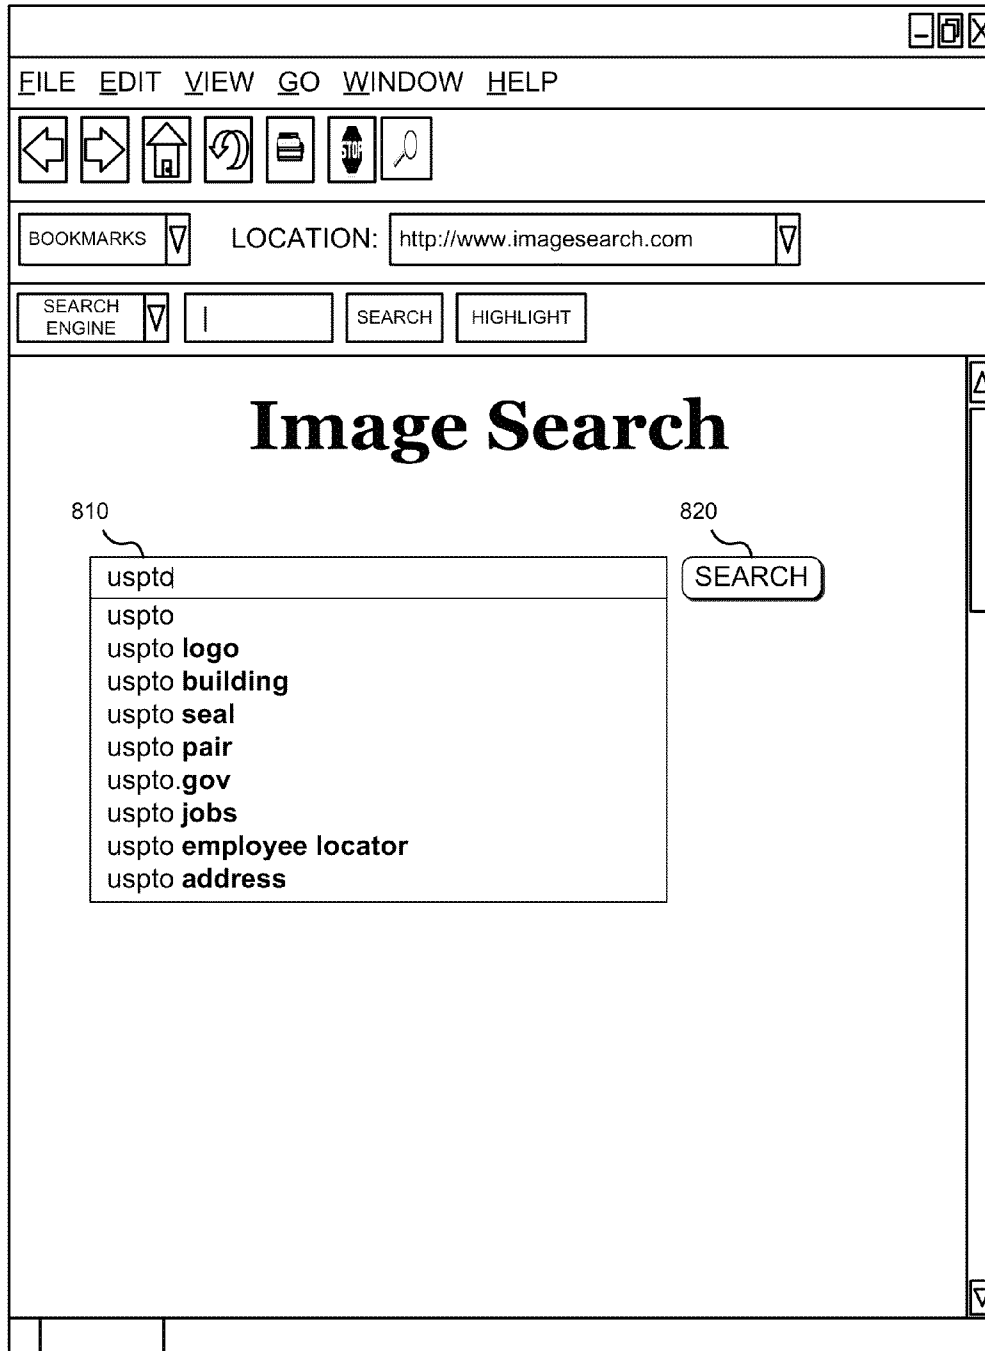 FILE EDIT VIEW GO WINDOW HELP
STOP
BOOKMARKS LOCATION: http://www.imagesearch.com
SEARCH ENGINE SEARCH HIGHLIGHT
Image Search
810 820
uspto SEARCH
uspto
uspto logo
uspto building
uspto seal
uspto pair
uspto.gov
uspto jobs
uspto employee locator
uspto address